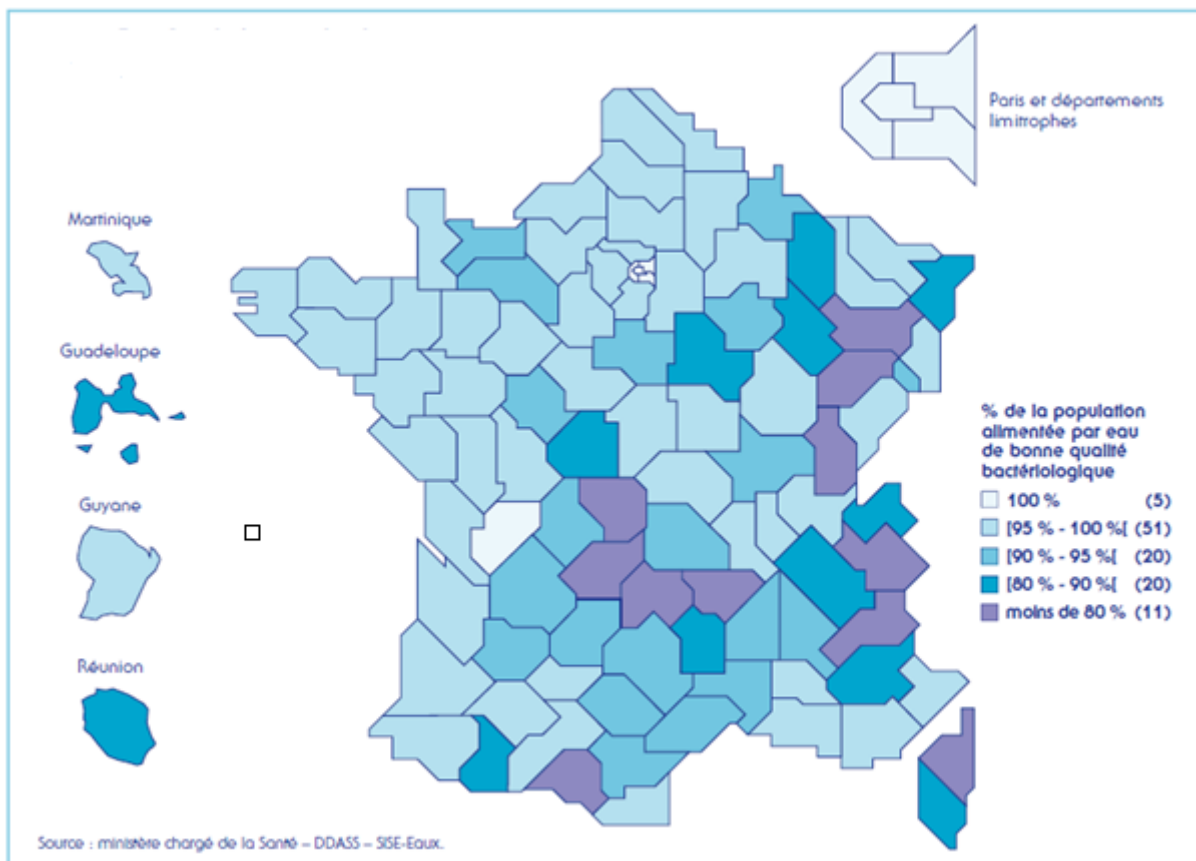 Paris et départements
limitrophes
Martinique
Guadeloupe
Guyane
Réunion
% de la population
alimentée par eau
de bonne qualité
bactériologique
100 % (5)
[95 % - 100 %[ (51)
[90 % - 95 %[ (20)
[80 % - 90 %[ (20)
moins de 80 % (11)
Source : ministère chargé de la Santé – DDASS – SISE-Eaux.